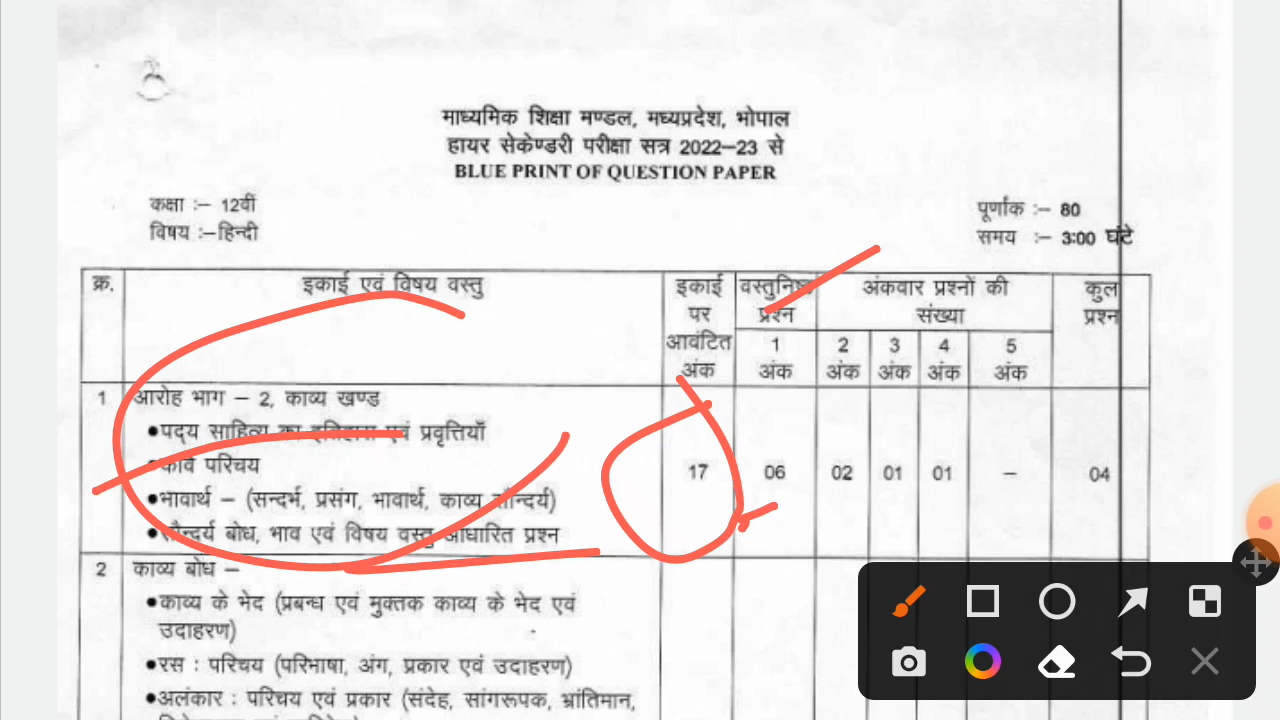 माध्यमिक शिक्षा मण्डल, मध्यप्रदेश, भोपाल
हायर सेकेण्डरी परीक्षा सत्र 2022–23 से
BLUE PRINT OF QUESTION PAPER
कक्षा :– 12वीं
विषय :–हिन्दी
पूर्णांक :– 80
समय :– 3:00 घंटे
क्र. इकाई एवं विषय वस्तु इकाई पर आवंटित अंक वस्तुनिष्ठ प्रश्न अंकवार प्रश्नों की संख्या कुल प्रश्न
1 अंक 2 अंक 3 अंक 4 अंक 5 अंक
1 आरोह भाग – 2, काव्य खण्ड
●पद्य साहित्य का इतिहास एवं प्रवृत्तियाँ
●कवि परिचय
17 06 02 01 01 – 04
●भावार्थ – (सन्दर्भ, प्रसंग, भावार्थ, काव्य सौन्दर्य)
●सौन्दर्य बोध, भाव एवं विषय वस्तु आधारित प्रश्न
2 काव्य बोध –
●काव्य के भेद (प्रबन्ध एवं मुक्तक काव्य के भेद एवं
उदाहरण)
●रस : परिचय (परिभाषा, अंग, प्रकार एवं उदाहरण)
●अलंकार : परिचय एवं प्रकार (संदेह, सांगरूपक, भ्रांतिमान,